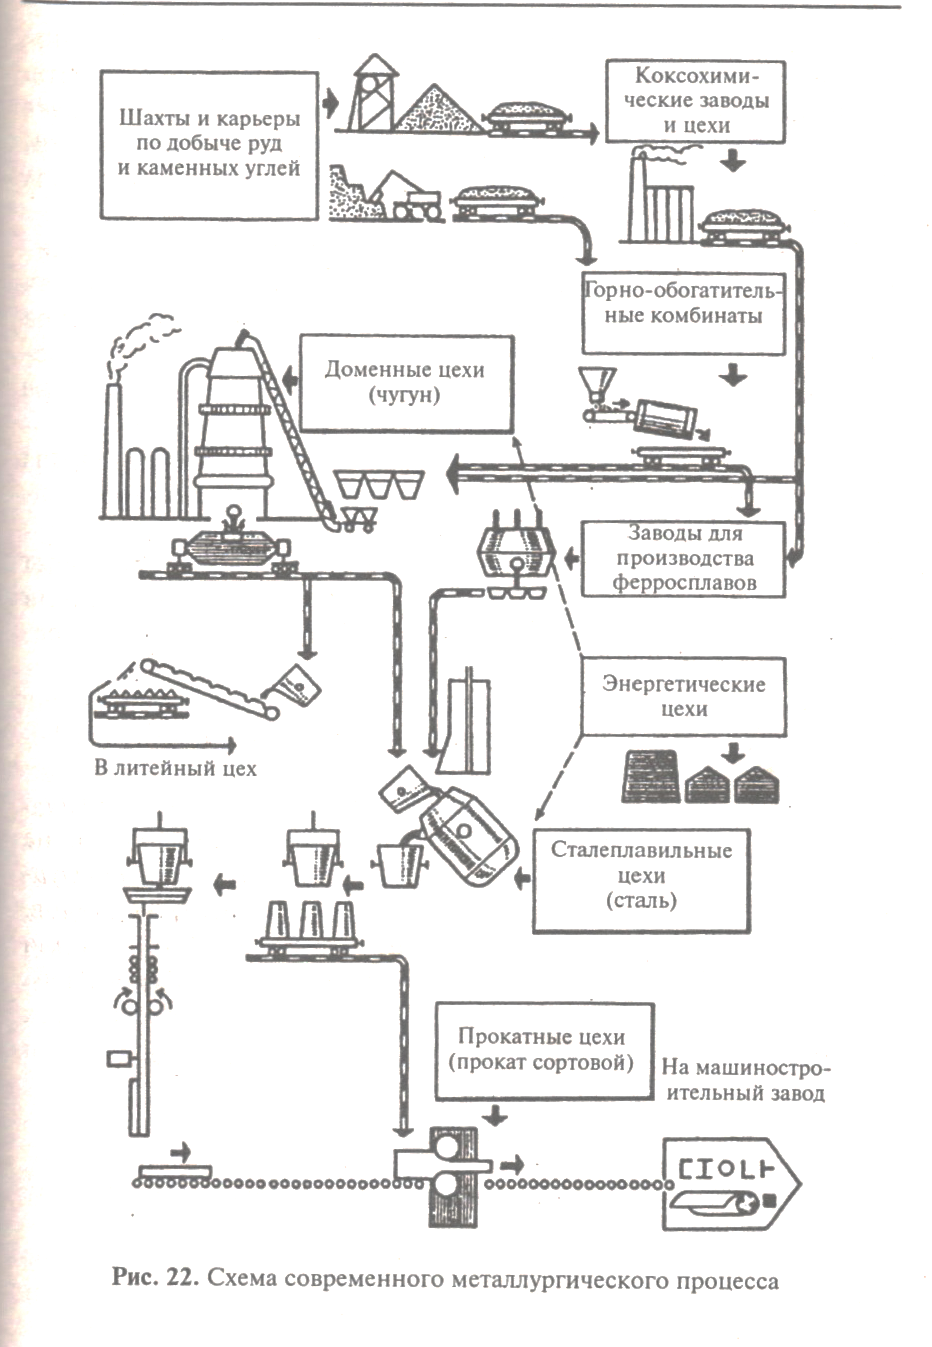 Шахты и карьеры
по добыче руд
и каменных углей
Коксохими-
ческие заводы
и цехи
Горно-обогатитель-
ные комбинаты
Доменные цехи
(чугун)
Заводы для
производства
ферросплавов
Энергетические
цехи
В литейный цех
Сталеплавильные
цехи
(сталь)
Прокатные цехи
(прокат сортовой)
На машиностро-
ительный завод
Рис. 22. Схема современного металлургического процесса